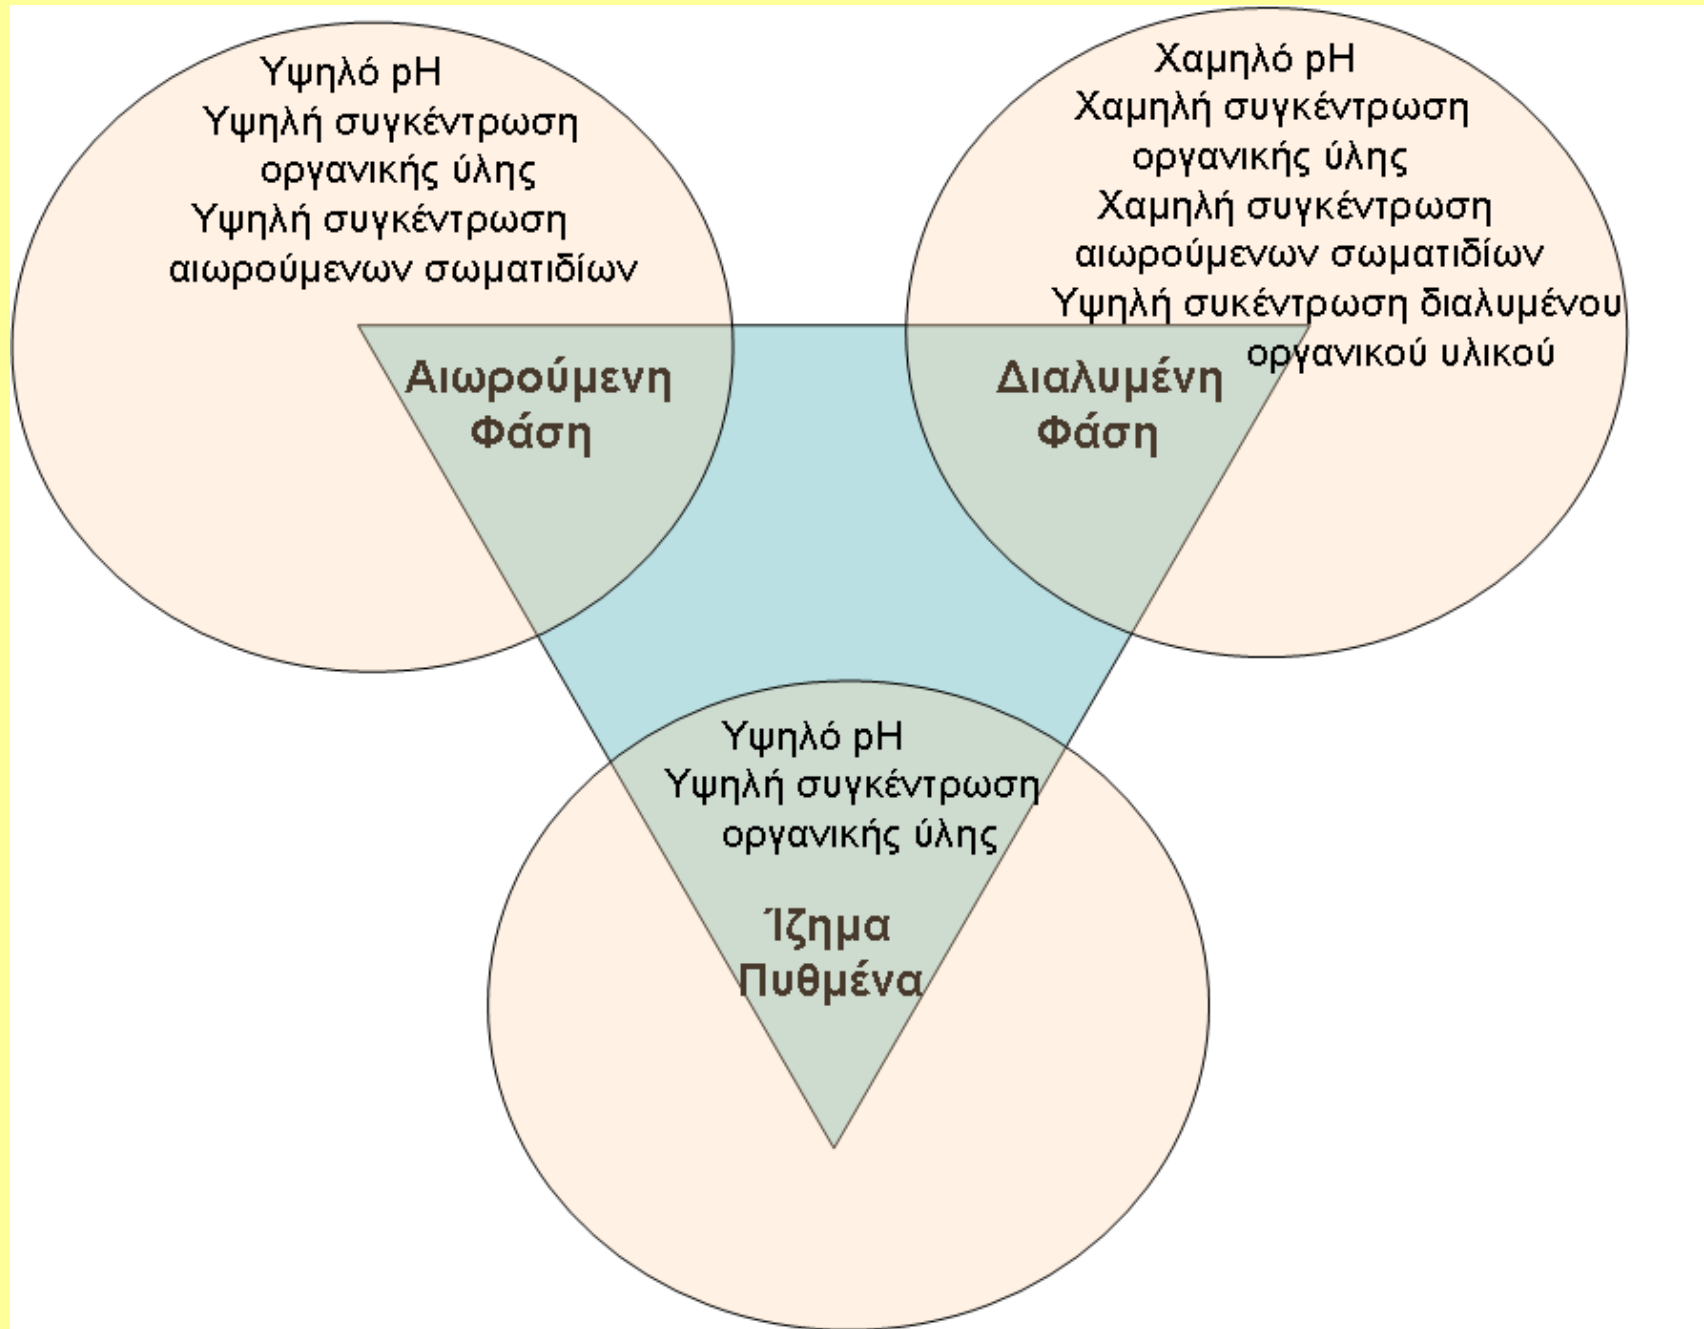 Υψηλό pH
Υψηλή συγκέντρωση
οργανικής ύλης
Υψηλή συγκέντρωση
αιωρούμενων σωματιδίων
Αιωρούμενη
Φάση
Χαμηλό pH
Χαμηλή συγκέντρωση
οργανικής ύλης
Χαμηλή συγκέντρωση
αιωρούμενων σωματιδίων
Υψηλή συκέντρωση διαλυμένου
οργανικού υλικού
Διαλυμένη
Φάση
Υψηλό pH
Υψηλή συγκέντρωση
οργανικής ύλης
Ίζημα
Πυθμένα